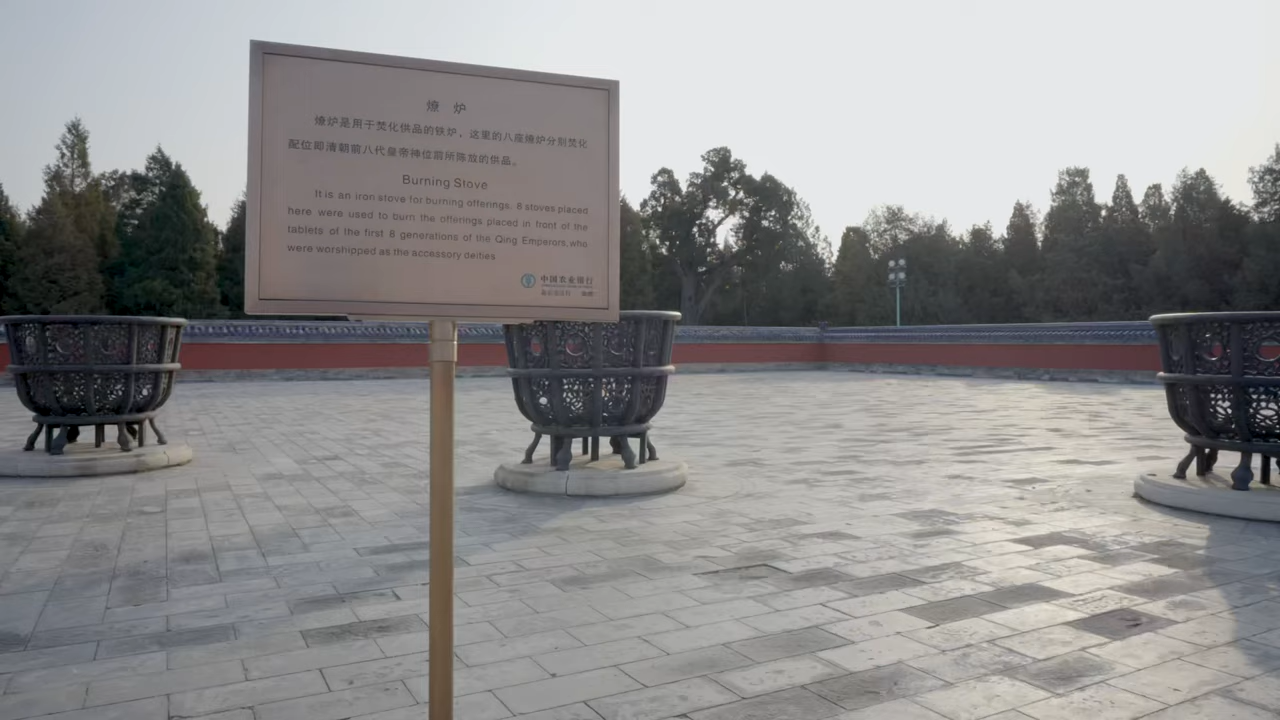 燎 炉
燎炉是用于焚化供品的铁炉，这里的八座燎炉分别焚化
配位即清朝前八代皇帝神位前所陈放的供品。
Burning Stove
It is an iron stove for burning offerings. 8 stoves placed
here were used to burn the offerings placed in front of the
tablets of the first 8 generations of the Qing Emperors,who
were worshipped as the accessory deities
中国农业银行